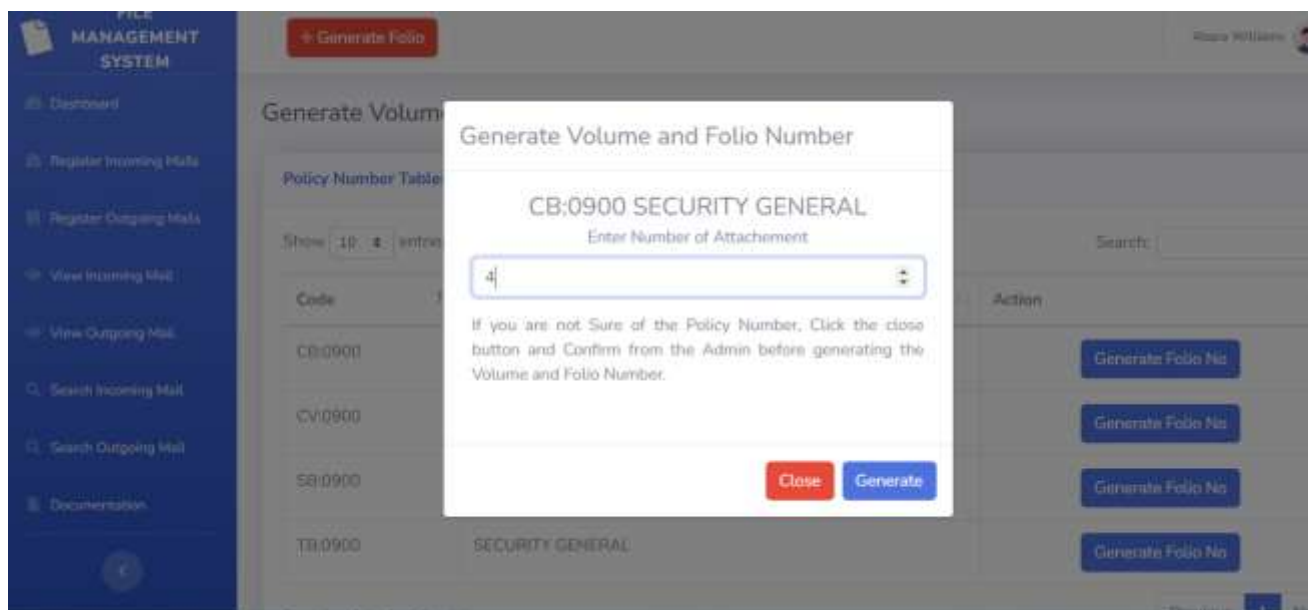 FILE
MANAGEMENT
SYSTEM
+ Generate Folio
Dashboard
Generate Volum
Generate Volume and Folio Number
Register Incoming Mails
Policy Number Table
CB:0900 SECURITY GENERAL
Register Outgoing Mails
Show 10 entrie
Enter Number of Attachement
Search:
View Incoming Mail
4
Code
Action
If you are not Sure of the Policy Number, Click the close
button and Confirm from the Admin before generating the
Volume and Folio Number.
View Outgoing Mail
CB:0900
Generate Folio No
Search Incoming Mail
CV:0900
Generate Folio No
Search Outgoing Mail
SB:0900
Close
Generate
Generate Folio No
Documentation
TB:0900
SECURITY GENERAL
Generate Folio No